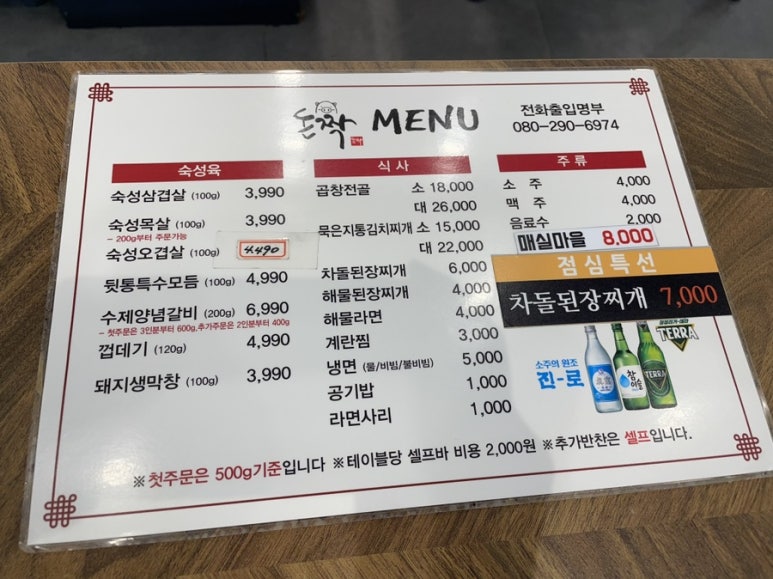 돈짝 MENU
전화출입명부
080-290-6974
숙성육
숙성삼겹살 (100g) 3,990
숙성목살 (100g) 3,990
- 200g부터 주문가능
숙성오겹살 (100g) 4.490
뒷통특수모듬 (100g) 4,990
수제양념갈비 (200g) 6,990
- 첫주문은 3인분부터 600g,추가주문은 2인분부터 400g
껍데기 (120g) 4,990
돼지생막창 (100g) 3,990
식사
곱창전골 소 18,000
대 26,000
묵은지통김치찌개 소 15,000
대 22,000
차돌된장찌개 6,000
해물된장찌개 4,000
해물라면 4,000
계란찜 3,000
냉면 (물/비빔/물비빔) 5,000
공기밥 1,000
라면사리 1,000
주류
소주 4,000
맥주 4,000
음료수 2,000
매실마을 8,000
점심특선
차돌된장찌개 7,000
소주의 원조
진-로
참이슬
TERRA
TERRA
※첫주문은 500g기준입니다 ※테이블당 셀프바 비용 2,000원 ※추가반찬은 셀프입니다.